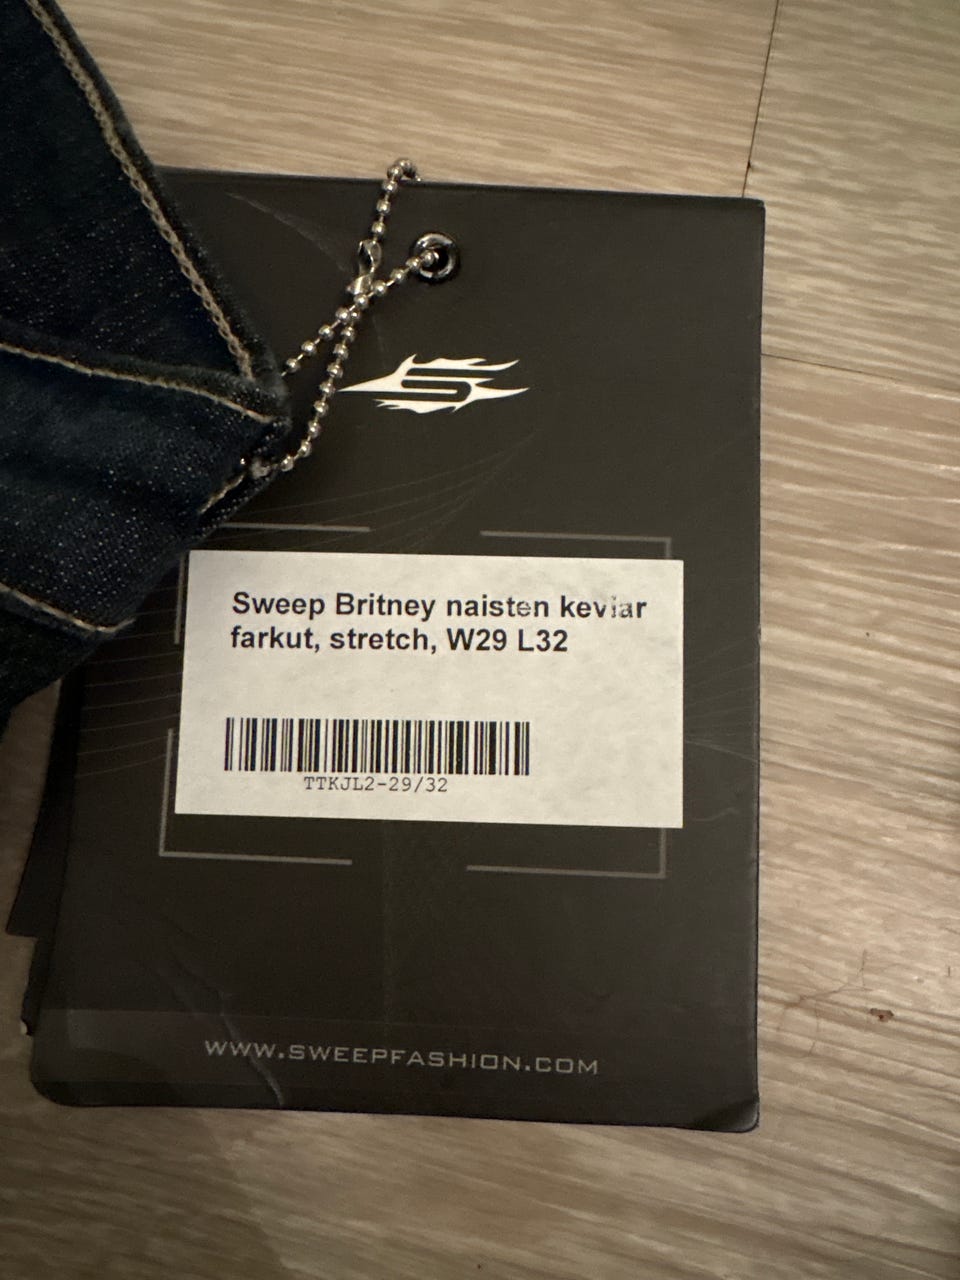 Sweep Britney naisten kevlar
farkut, stretch, W29 L32
TTKJL2-29/32
WWW.SWEEPFASHION.COM